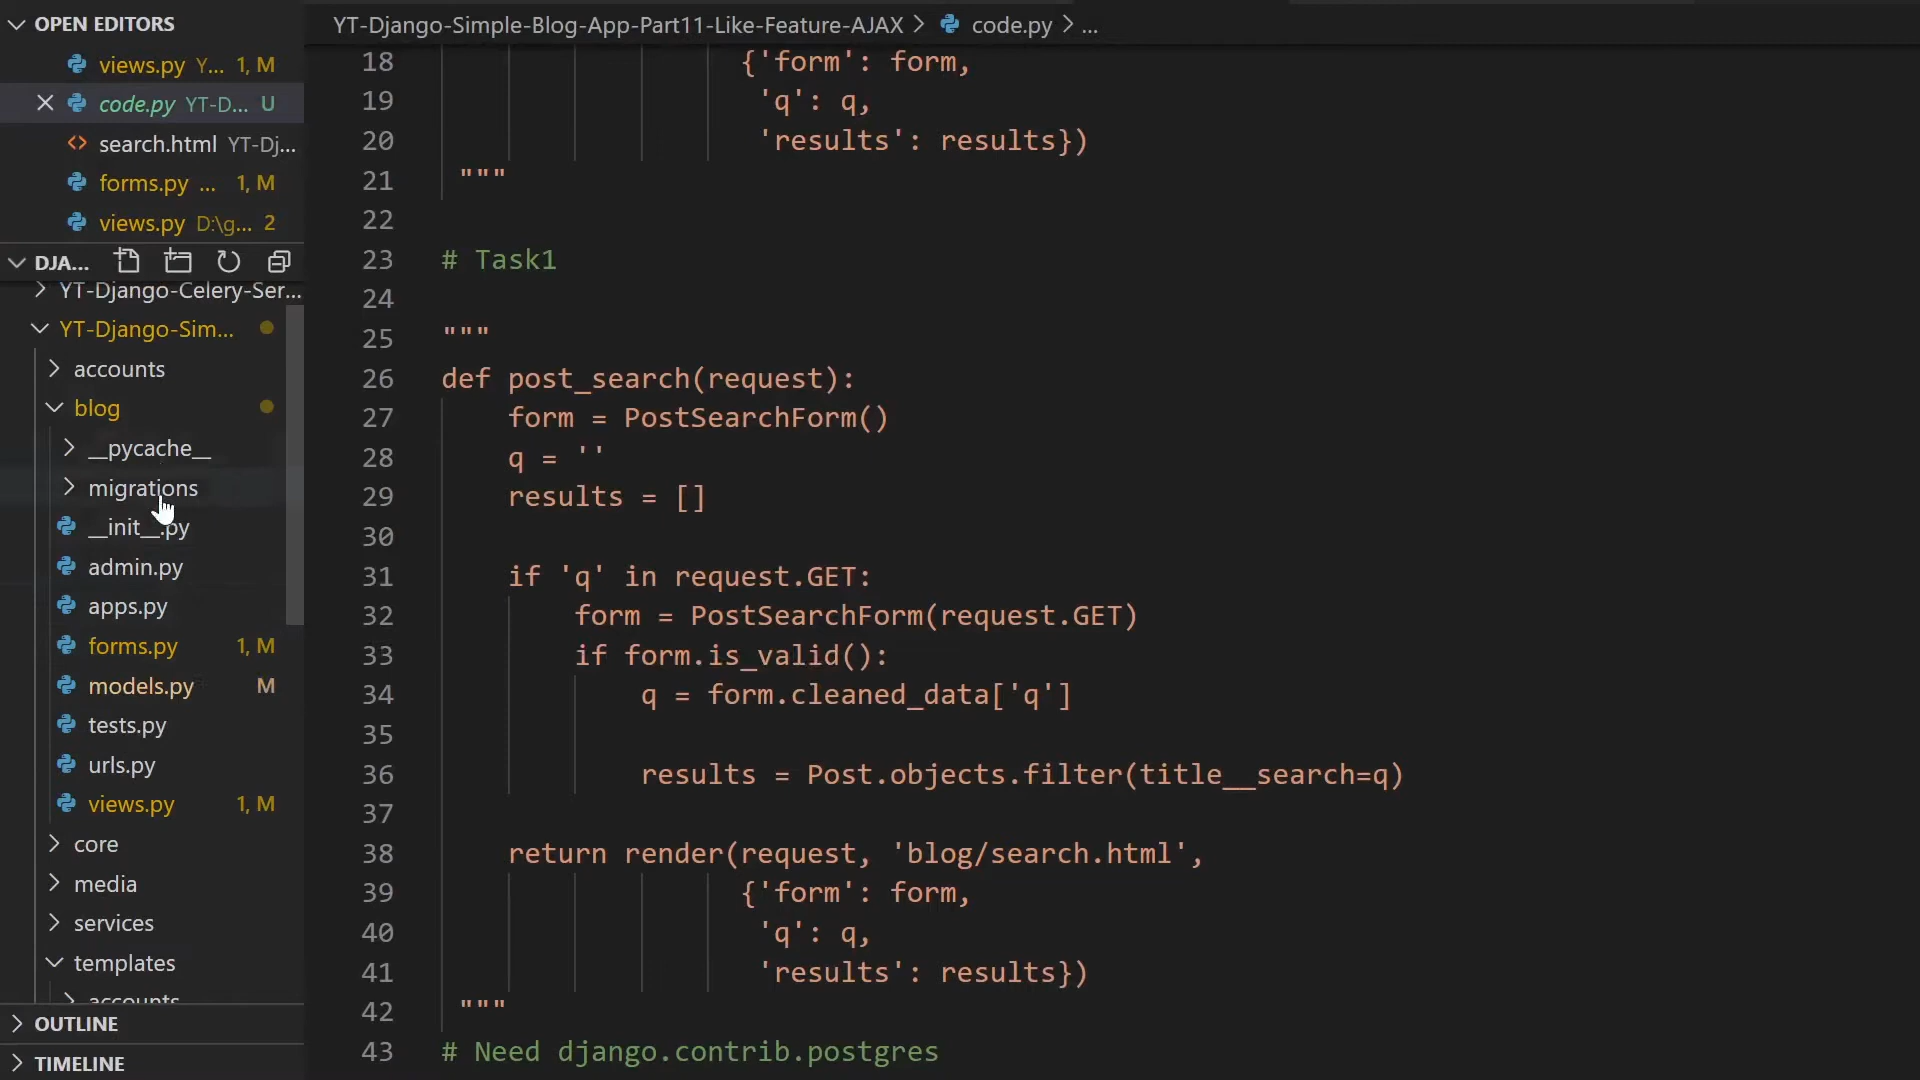 OPEN EDITORS
views.py Y... 1, M
code.py YT-D... U
search.html YT-Dj...
forms.py ... 1, M
views.py D:\g... 2
DJA...
YT-Django-Celery-Ser...
YT-Django-Sim...
accounts
blog
__pycache__
migrations
__init__.py
admin.py
apps.py
forms.py 1, M
models.py M
tests.py
urls.py
views.py 1, M
core
media
services
templates
accounts
OUTLINE
TIMELINE
YT-Django-Simple-Blog-App-Part11-Like-Feature-AJAX > code.py > ...
18 {'form': form,
19 'q': q,
20 'results': results})
21 """
22
23 # Task1
24
25 """
26 def post_search(request):
27 form = PostSearchForm()
28 q = ''
29 results = []
30
31 if 'q' in request.GET:
32 form = PostSearchForm(request.GET)
33 if form.is_valid():
34 q = form.cleaned_data['q']
35
36 results = Post.objects.filter(title__search=q)
37
38 return render(request, 'blog/search.html',
39 {'form': form,
40 'q': q,
41 'results': results})
42 """
43 # Need django.contrib.postgres